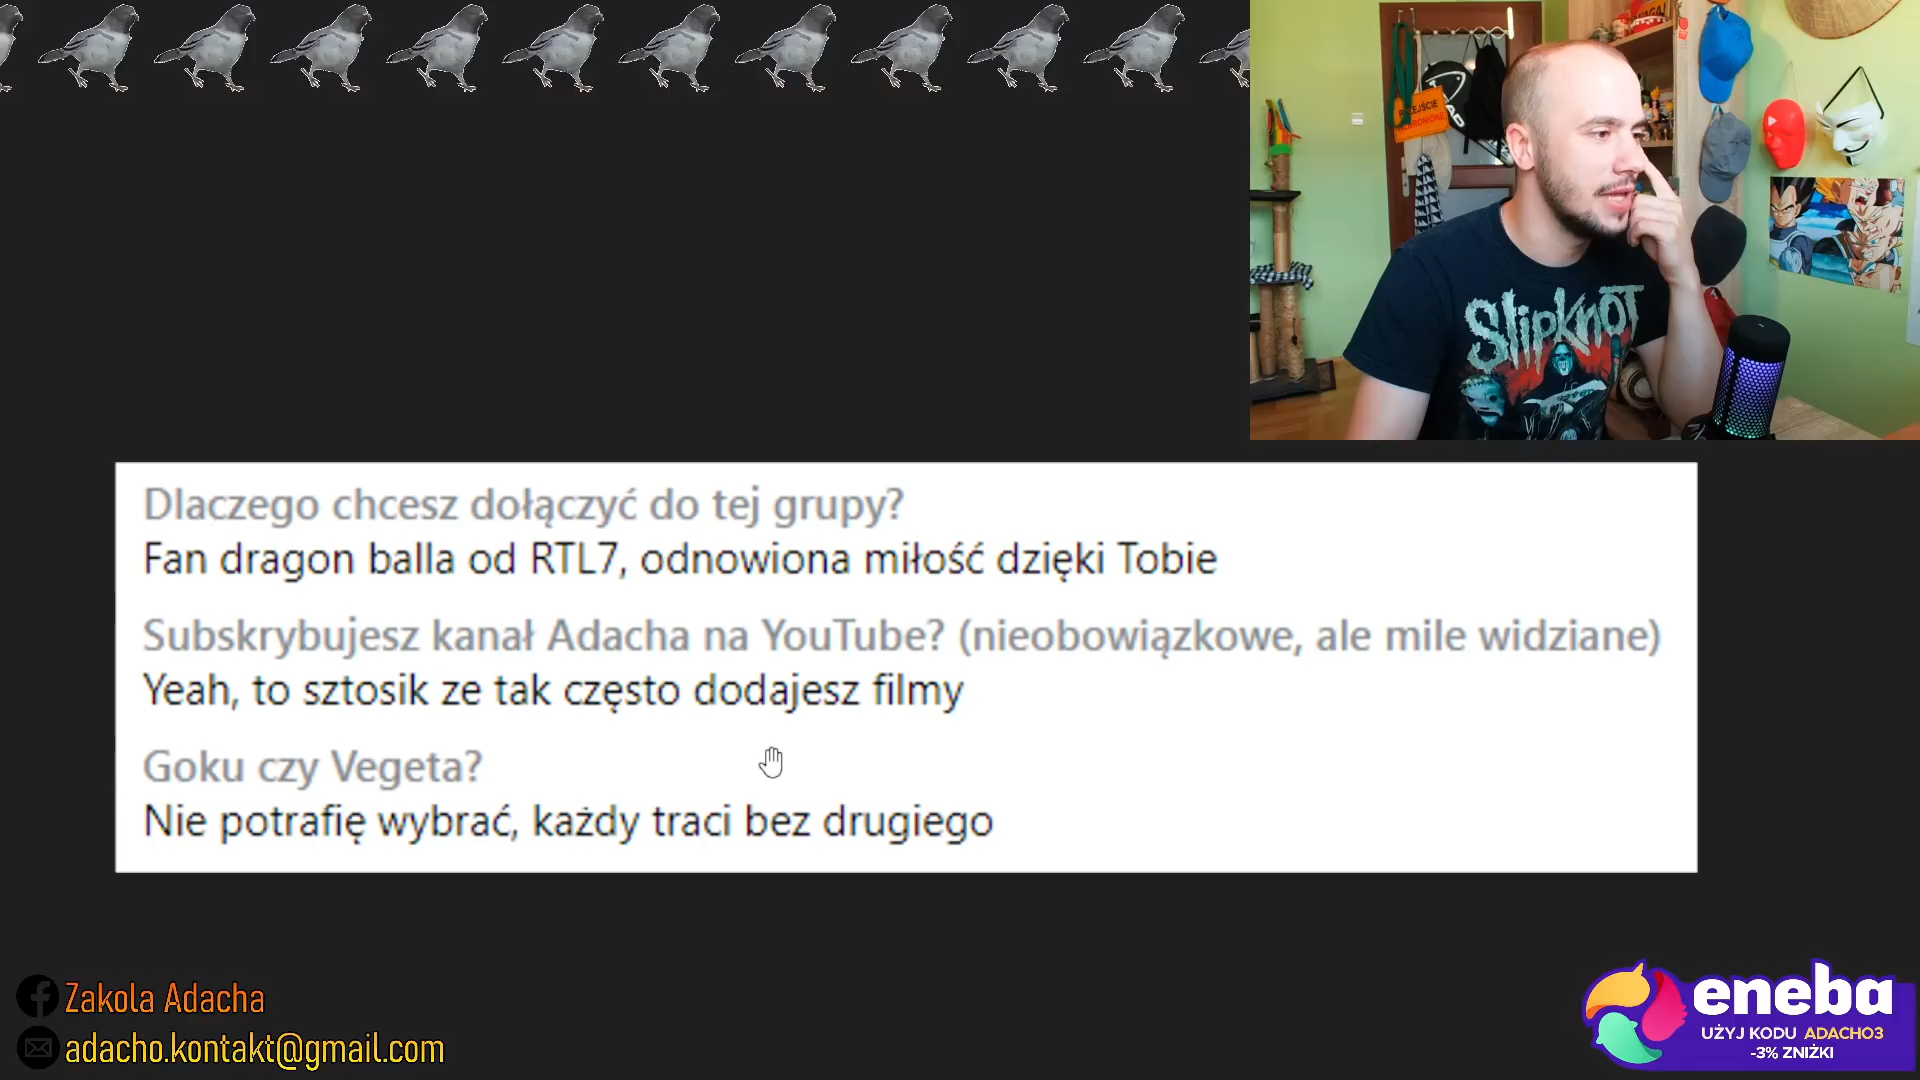 PRZEJŚCIE
WZBRONIONE
SlipknoT
Dlaczego chcesz dołączyć do tej grupy?
Fan dragon balla od RTL7, odnowiona miłość dzięki Tobie
Subskrybujesz kanał Adacha na YouTube? (nieobowiązkowe, ale mile widziane)
Yeah, to sztosik ze tak często dodajesz filmy
Goku czy Vegeta?
Nie potrafię wybrać, każdy traci bez drugiego
Zakola Adacha
adacho.kontakt@gmail.com
eneba
UŻYJ KODU ADACHO3
-3% ZNIŻKI